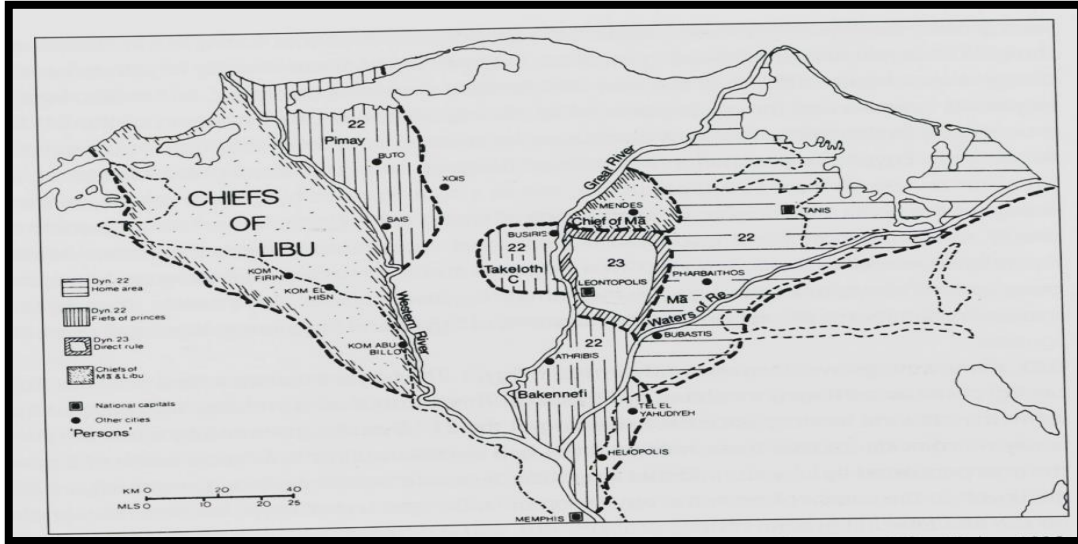 22
Pimay
BUTO
XOIS
SAIS
CHIEFS
OF
LIBU
KOM
FIRIN
KOM EL
HISN
KOM ABU
BILLO
Western River
Great River
MENDES
Chief of Mā
BUSIRIS
22
Takeloth
C
23
LEONTOPOLIS
TANIS
22
PHARBAITHOS
Mā
Waters of Re
BUBASTIS
22
ATHRIBIS
Bakennefi
TEL EL
YAHUDIYEH
HELIOPOLIS
MEMPHIS
Dyn. 22
Home area
Dyn 22
Fiefs of princes
Dyn. 23
Direct rule
Chiefs of
Mā & Libu
National capitals
Other cities
'Persons'
KM 0 20 40
MLS 0 10 20 25